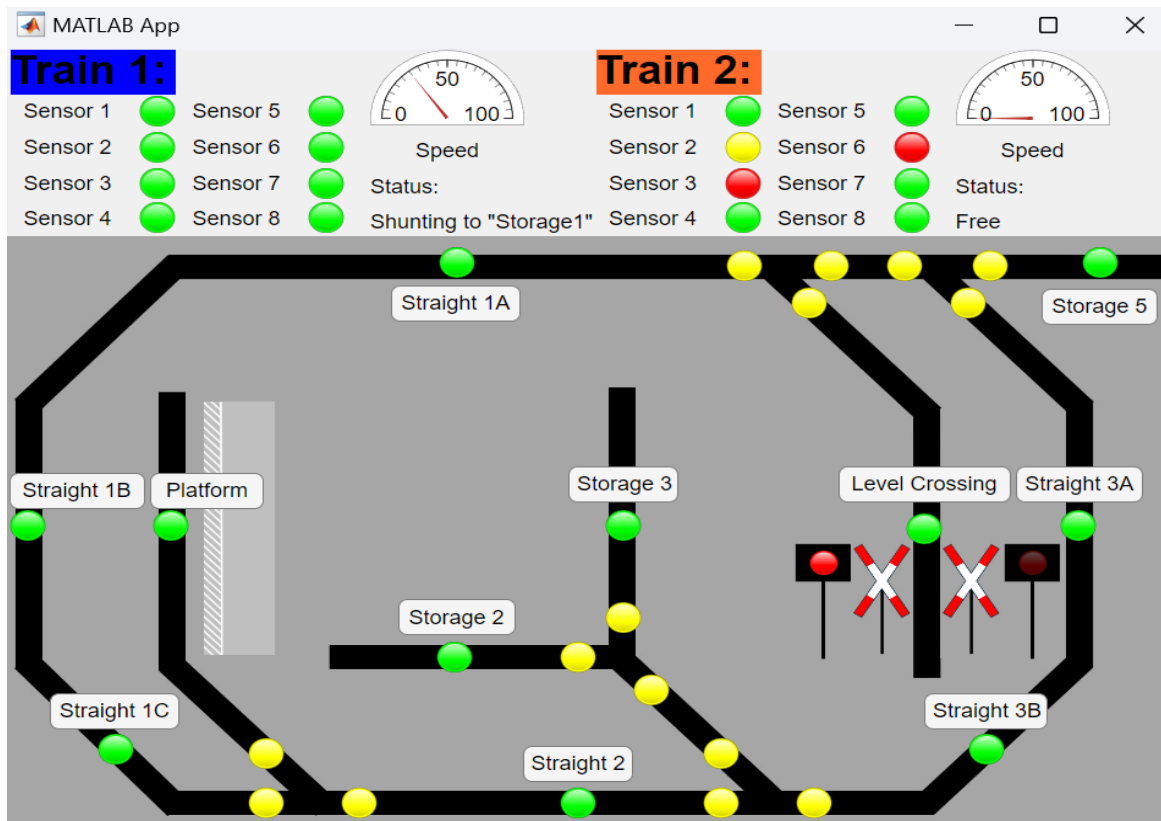 MATLAB App
Train 1:
Sensor 1
Sensor 2
Sensor 3
Sensor 4
Sensor 5
Sensor 6
Sensor 7
Sensor 8
0
50
100
Speed
Status:
Shunting to "Storage1"
Train 2:
Sensor 1
Sensor 2
Sensor 3
Sensor 4
Sensor 5
Sensor 6
Sensor 7
Sensor 8
0
50
100
Speed
Status:
Free
Straight 1A
Storage 5
Straight 1B
Platform
Storage 3
Level Crossing
Straight 3A
Storage 2
Straight 1C
Straight 3B
Straight 2